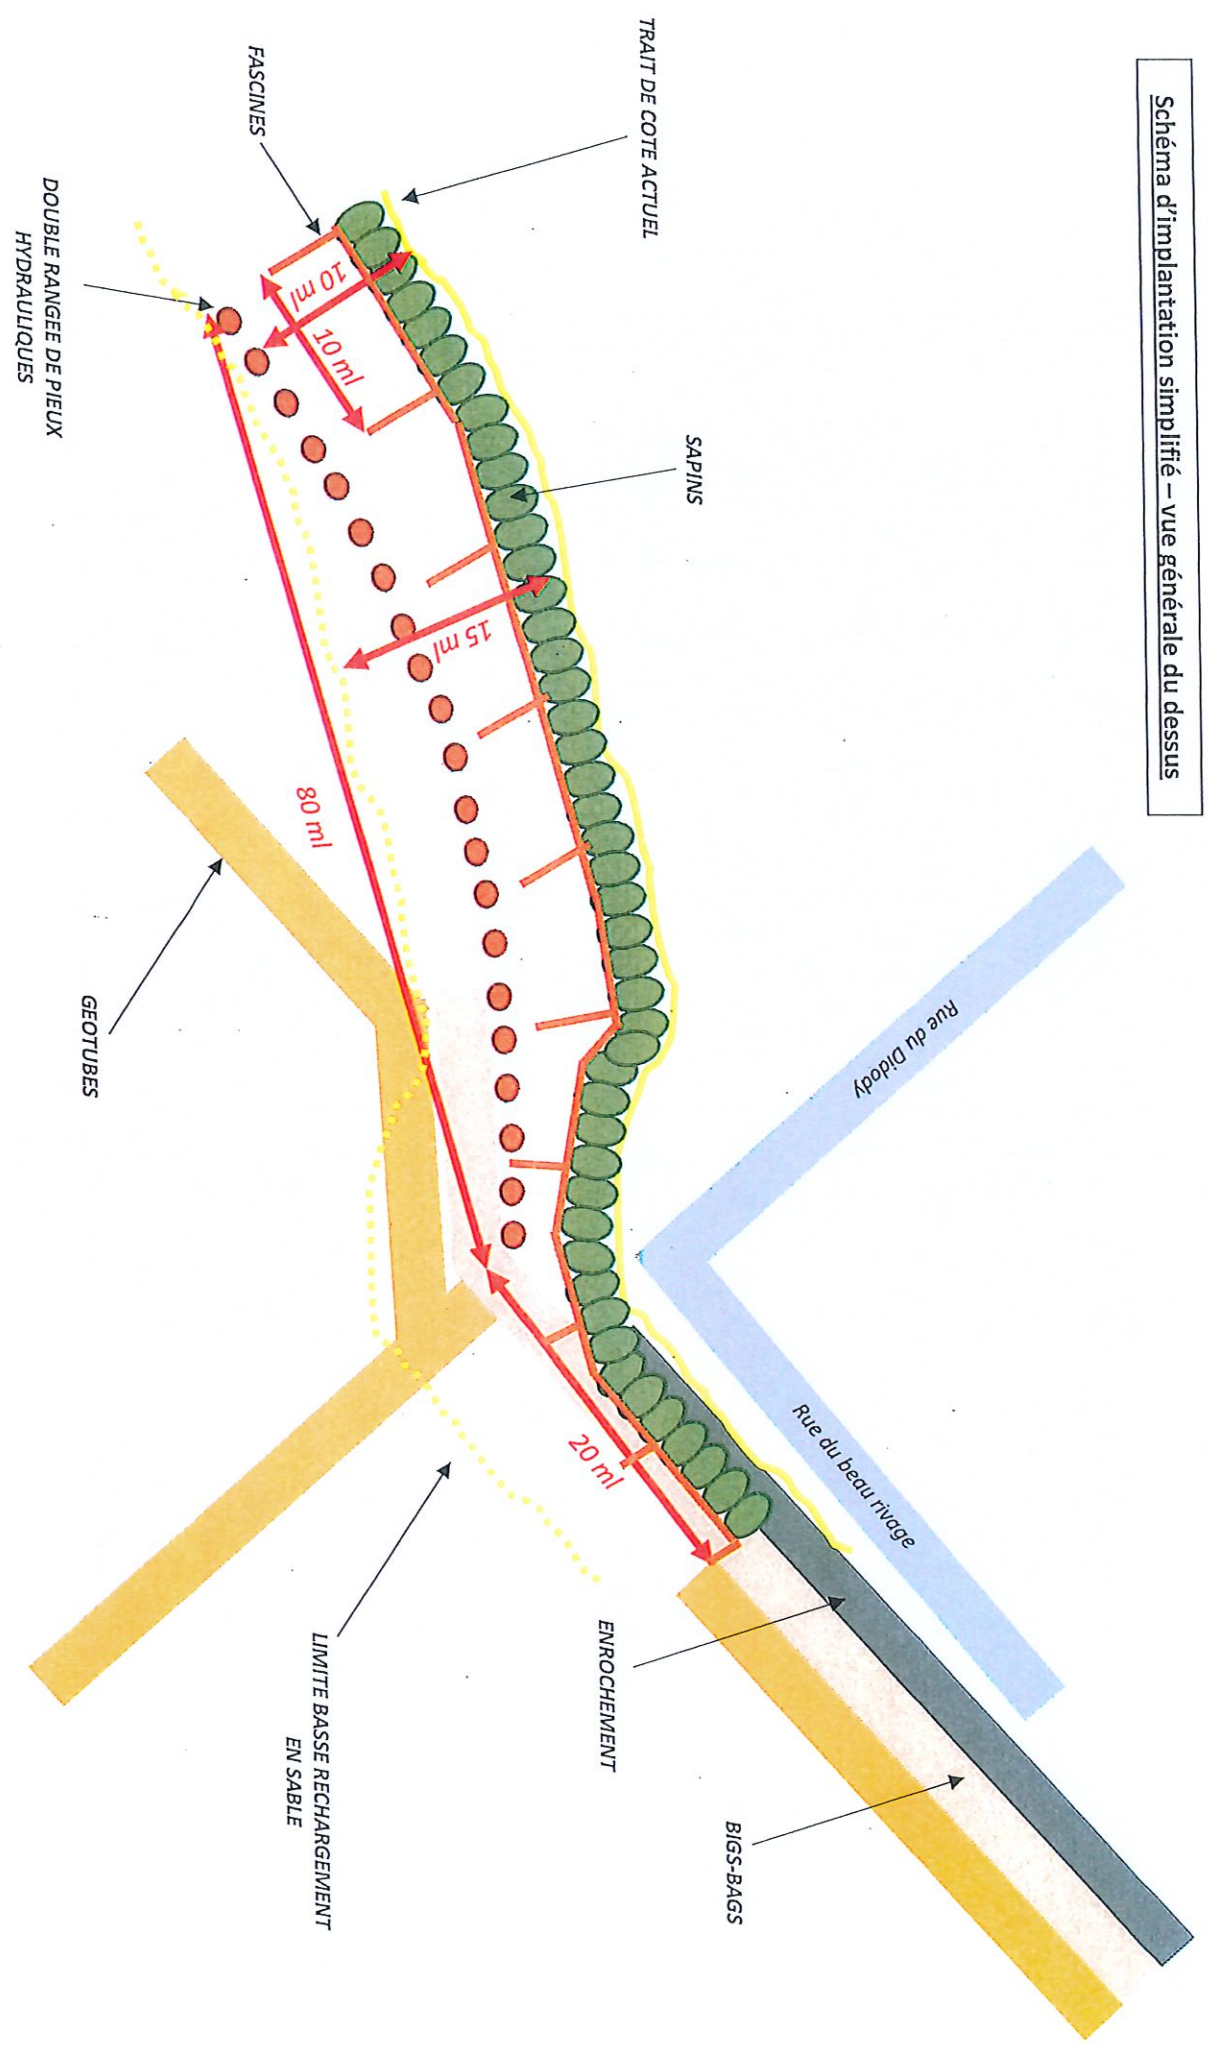 Schéma d'implantation simplifié – vue générale du dessus
TRAIT DE COTE ACTUEL
SAPINS
Rue du Didody
Rue du beau rivage
FASCINES
10 ml
10 ml
15 ml
DOUBLE RANGEE DE PIEUX
HYDRAULIQUES
80 ml
20 ml
GEOTUBES
ENROCHEMENT
BIGS-BAGS
LIMITE BASSE RECHARGEMENT
EN SABLE